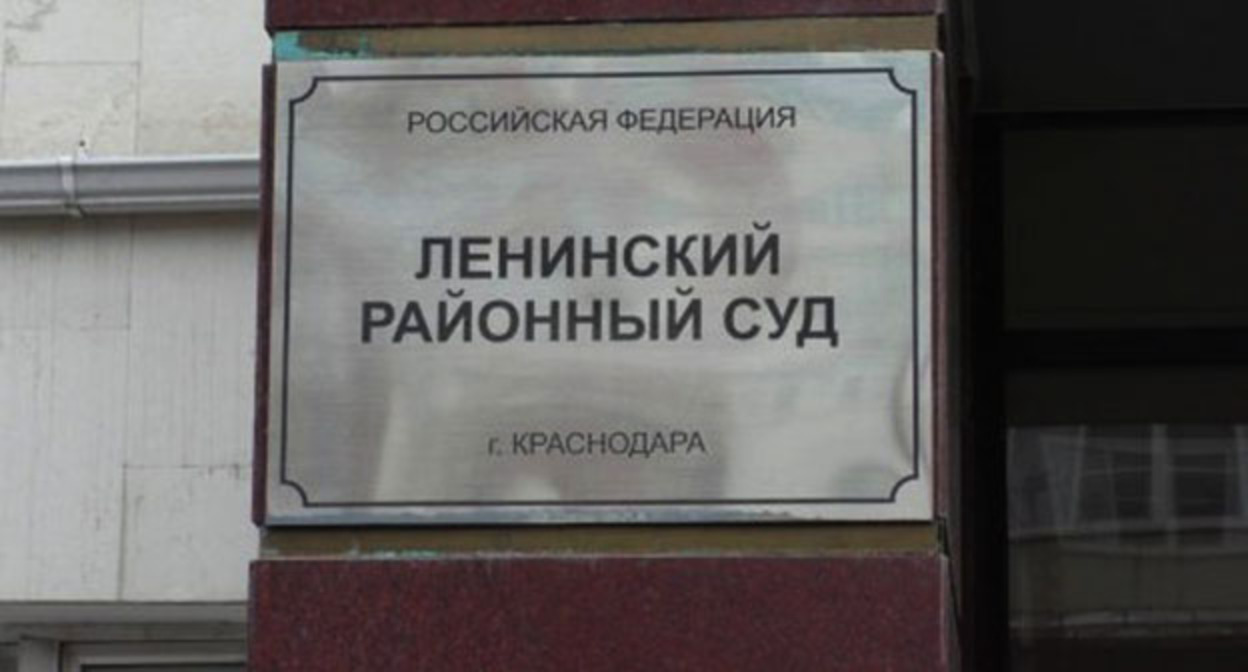 РОССИЙСКАЯ ФЕДЕРАЦИЯ
ЛЕНИНСКИЙ
РАЙОННЫЙ СУД
г. КРАСНОДАРА